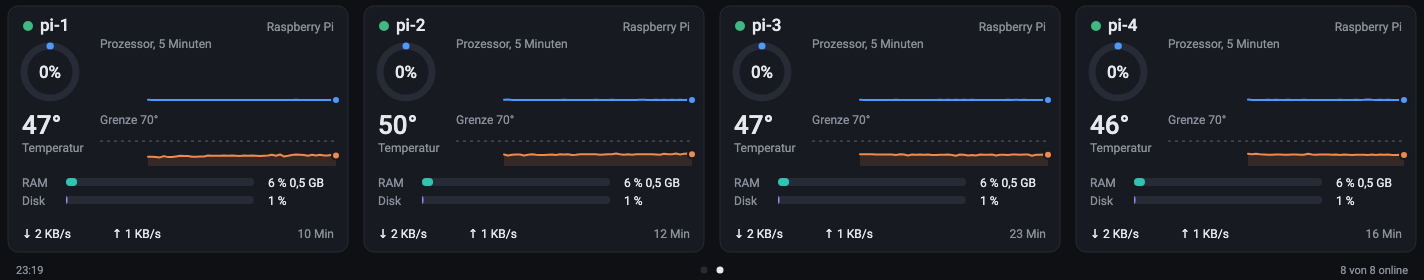 pi-1 Raspberry Pi
Prozessor, 5 Minuten
0%
47° Grenze 70°
Temperatur
RAM 6 % 0,5 GB
Disk 1 %
↓ 2 KB/s ↑ 1 KB/s 10 Min
pi-2 Raspberry Pi
Prozessor, 5 Minuten
0%
50° Grenze 70°
Temperatur
RAM 6 % 0,5 GB
Disk 1 %
↓ 2 KB/s ↑ 1 KB/s 12 Min
pi-3 Raspberry Pi
Prozessor, 5 Minuten
0%
47° Grenze 70°
Temperatur
RAM 6 % 0,5 GB
Disk 1 %
↓ 2 KB/s ↑ 1 KB/s 23 Min
pi-4 Raspberry Pi
Prozessor, 5 Minuten
0%
46° Grenze 70°
Temperatur
RAM 6 % 0,5 GB
Disk 1 %
↓ 2 KB/s ↑ 1 KB/s 16 Min
23:19 8 von 8 online